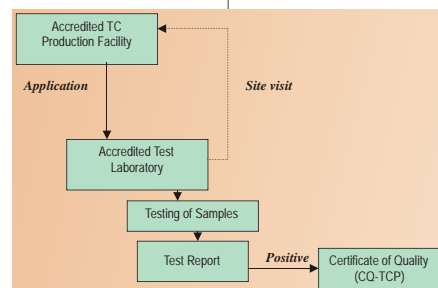 Accredited TC
Production Facility
Application
Site visit
Accredited Test
Laboratory
Testing of Samples
Test Report
Positive
Certificate of Quality
(CQ-TCP)